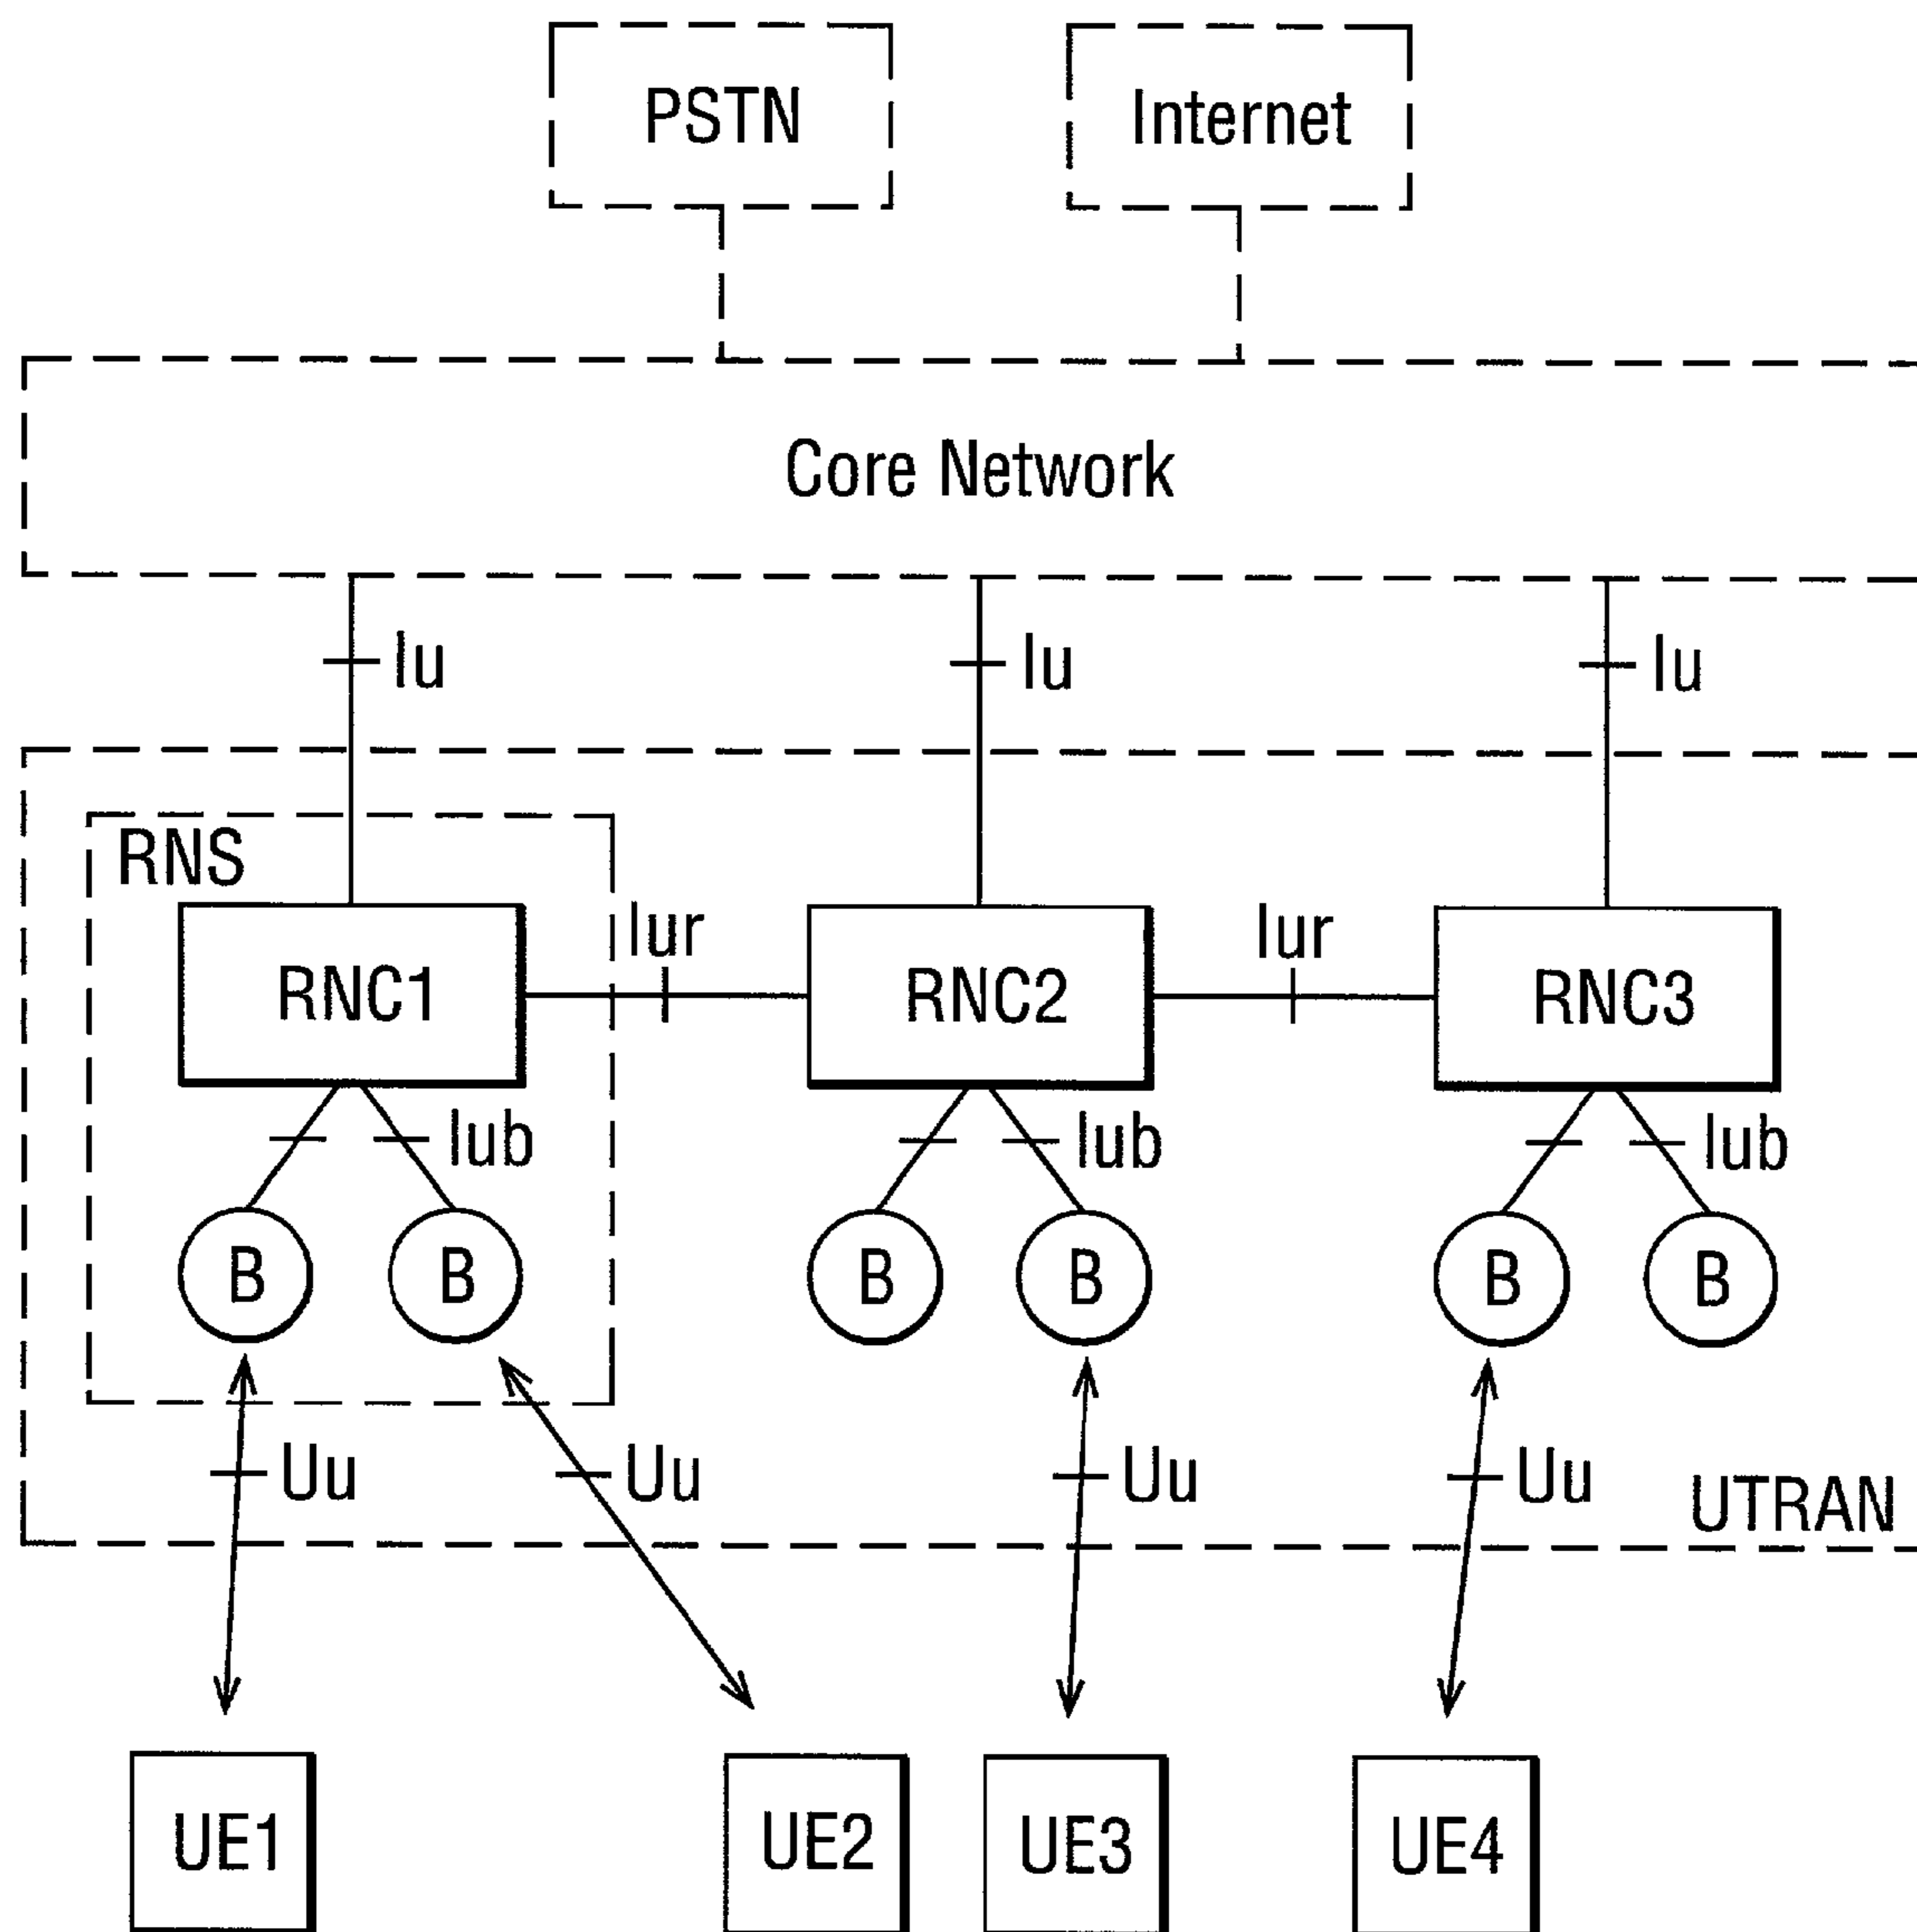 PSTN
Internet
Core Network
Iu
Iu
Iu
RNS
Iur
Iur
RNC1
RNC2
RNC3
Iub
Iub
Iub
B
B
B
B
B
B
Uu
Uu
Uu
Uu
UTRAN
UE1
UE2
UE3
UE4